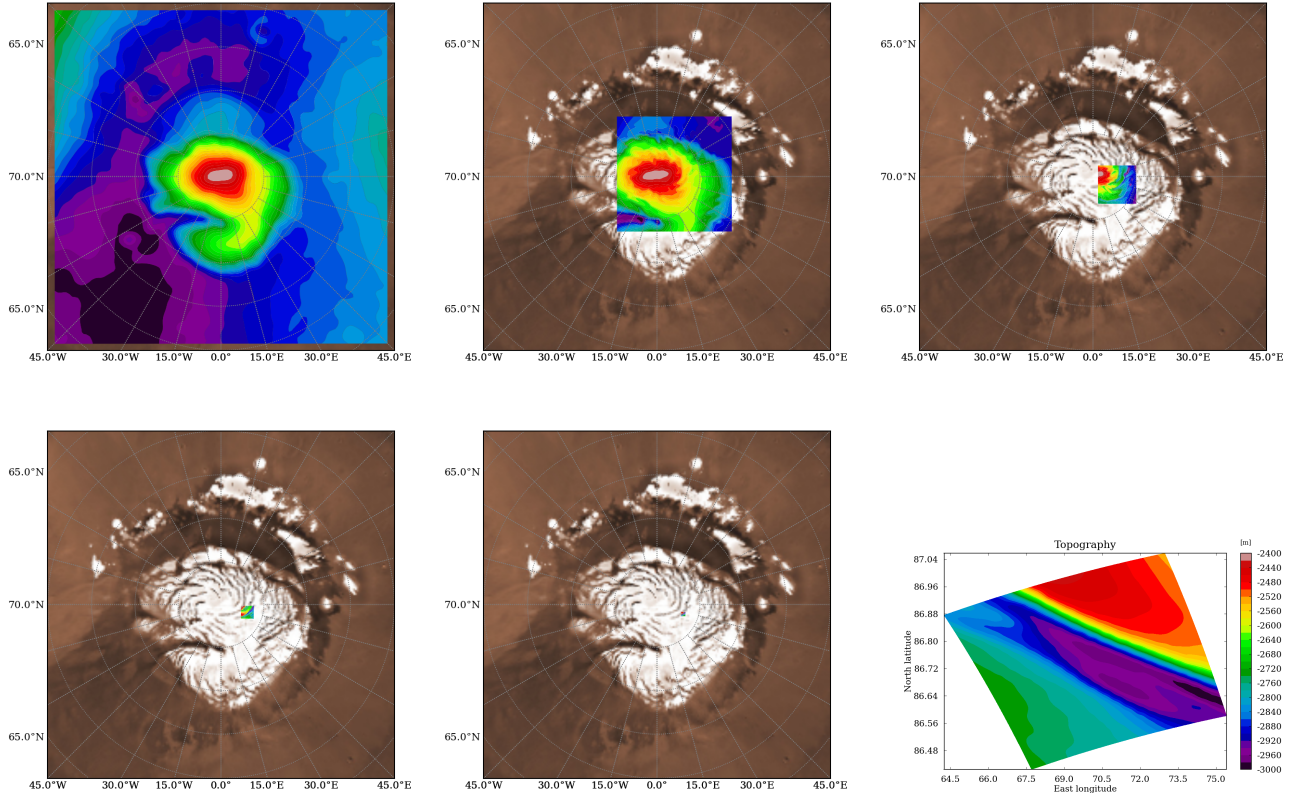 65.0°N
70.0°N
65.0°N
45.0°W 30.0°W 15.0°W 0.0° 15.0°E 30.0°E 45.0°E
65.0°N
70.0°N
65.0°N
45.0°W 30.0°W 15.0°W 0.0° 15.0°E 30.0°E 45.0°E
65.0°N
70.0°N
65.0°N
45.0°W 30.0°W 15.0°W 0.0° 15.0°E 30.0°E 45.0°E
65.0°N
70.0°N
65.0°N
45.0°W 30.0°W 15.0°W 0.0° 15.0°E 30.0°E 45.0°E
65.0°N
70.0°N
65.0°N
45.0°W 30.0°W 15.0°W 0.0° 15.0°E 30.0°E 45.0°E
Topography
North latitude
87.04
86.96
86.88
86.80
86.72
86.64
86.56
86.48
64.5 66.0 67.5 69.0 70.5 72.0 73.5 75.0
East longitude
[m]
-2400
-2440
-2480
-2520
-2560
-2600
-2640
-2680
-2720
-2760
-2800
-2840
-2880
-2920
-2960
-3000